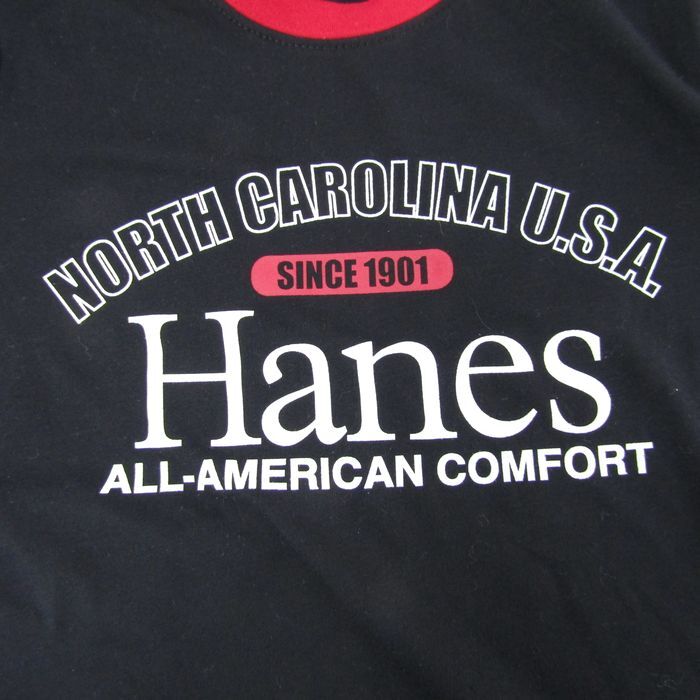 NORTH CAROLINA U.S.A.
SINCE 1901
Hanes
ALL-AMERICAN COMFORT